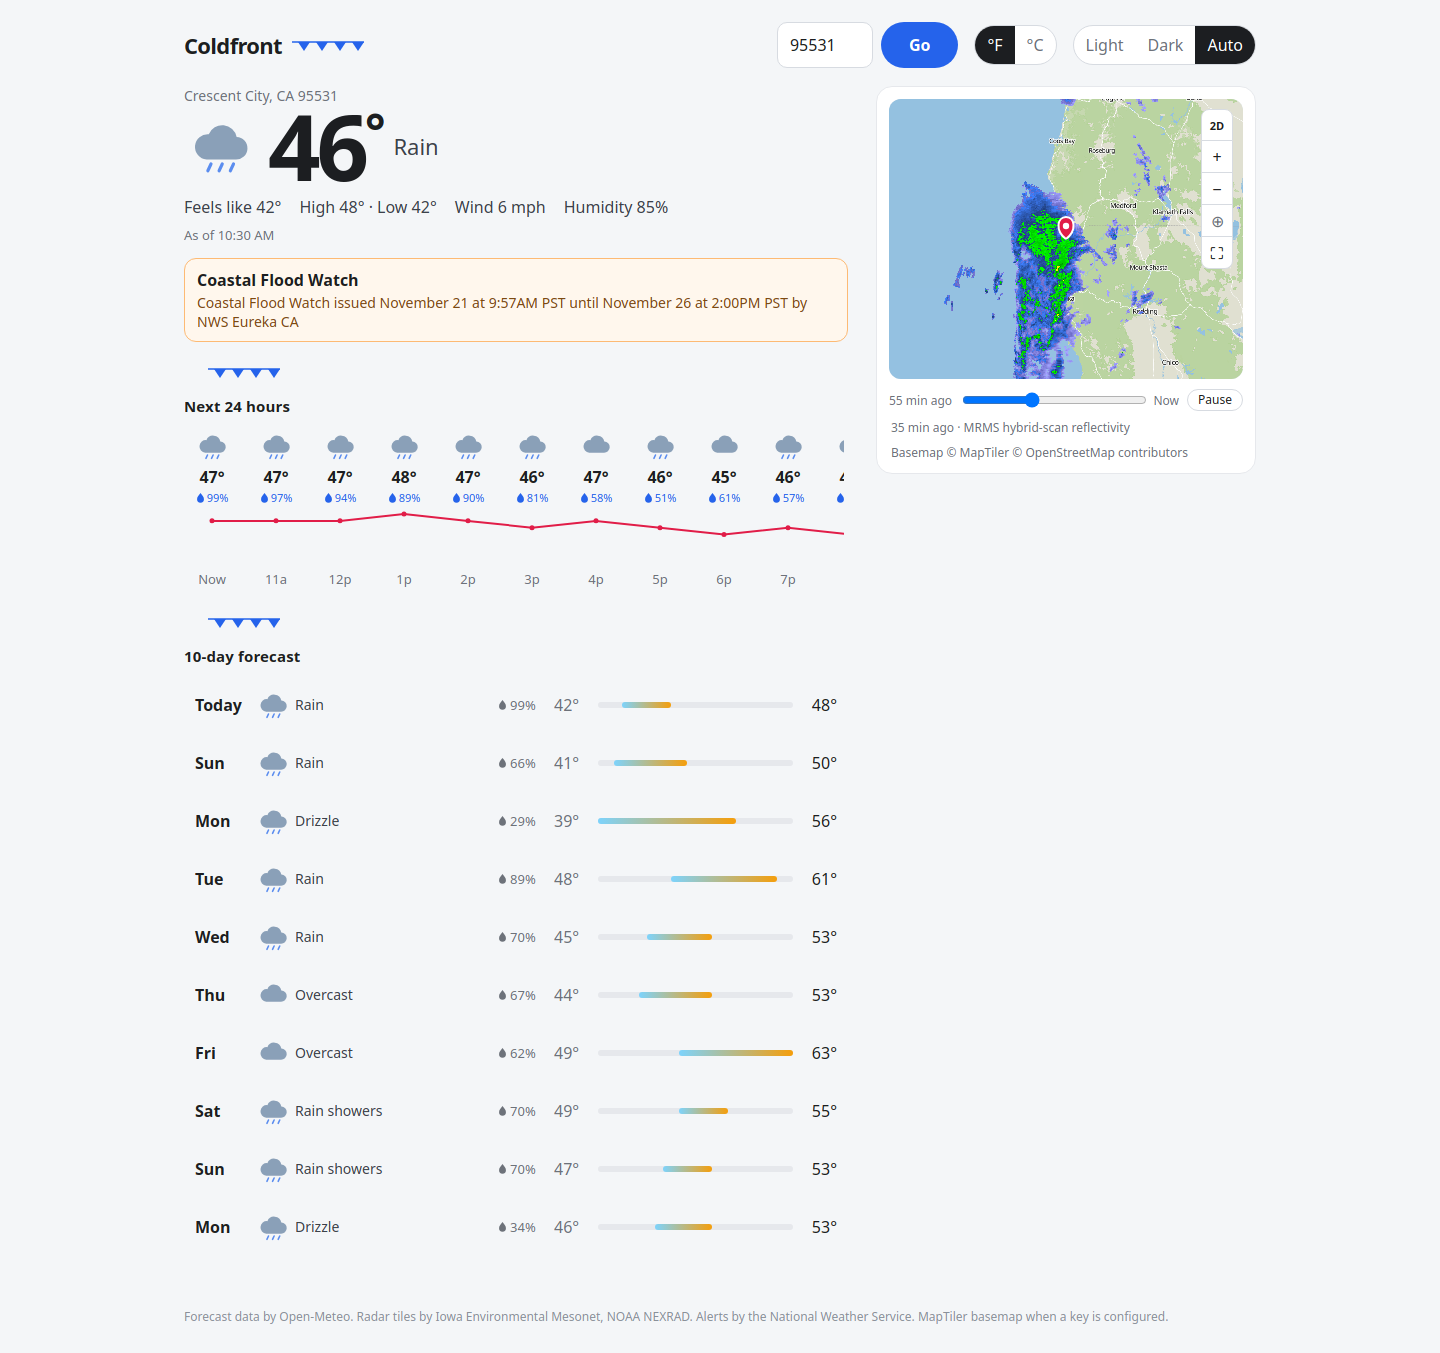 Coldfront
95531
Go
°F
°C
Light
Dark
Auto
Crescent City, CA 95531
46°
Rain
Feels like 42°
High 48° · Low 42°
Wind 6 mph
Humidity 85%
As of 10:30 AM
Coastal Flood Watch
Coastal Flood Watch issued November 21 at 9:57AM PST until November 26 at 2:00PM PST by
NWS Eureka CA
Next 24 hours
47° 47° 47° 48° 47° 46° 47° 46° 45° 46°
99% 97% 94% 89% 90% 81% 58% 51% 61% 57%
Now 11a 12p 1p 2p 3p 4p 5p 6p 7p
10-day forecast
Today Rain 99% 42° 48°
Sun Rain 66% 41° 50°
Mon Drizzle 29% 39° 56°
Tue Rain 89% 48° 61°
Wed Rain 70% 45° 53°
Thu Overcast 67% 44° 53°
Fri Overcast 62% 49° 63°
Sat Rain showers 70% 49° 55°
Sun Rain showers 70% 47° 53°
Mon Drizzle 34% 46° 53°
2D
+
−
Coos Bay
Roseburg
Medford
Klamath Falls
Mount Shasta
Redding
Chico
55 min ago
Now
Pause
35 min ago · MRMS hybrid-scan reflectivity
Basemap © MapTiler © OpenStreetMap contributors
Forecast data by Open-Meteo. Radar tiles by Iowa Environmental Mesonet, NOAA NEXRAD. Alerts by the National Weather Service. MapTiler basemap when a key is configured.